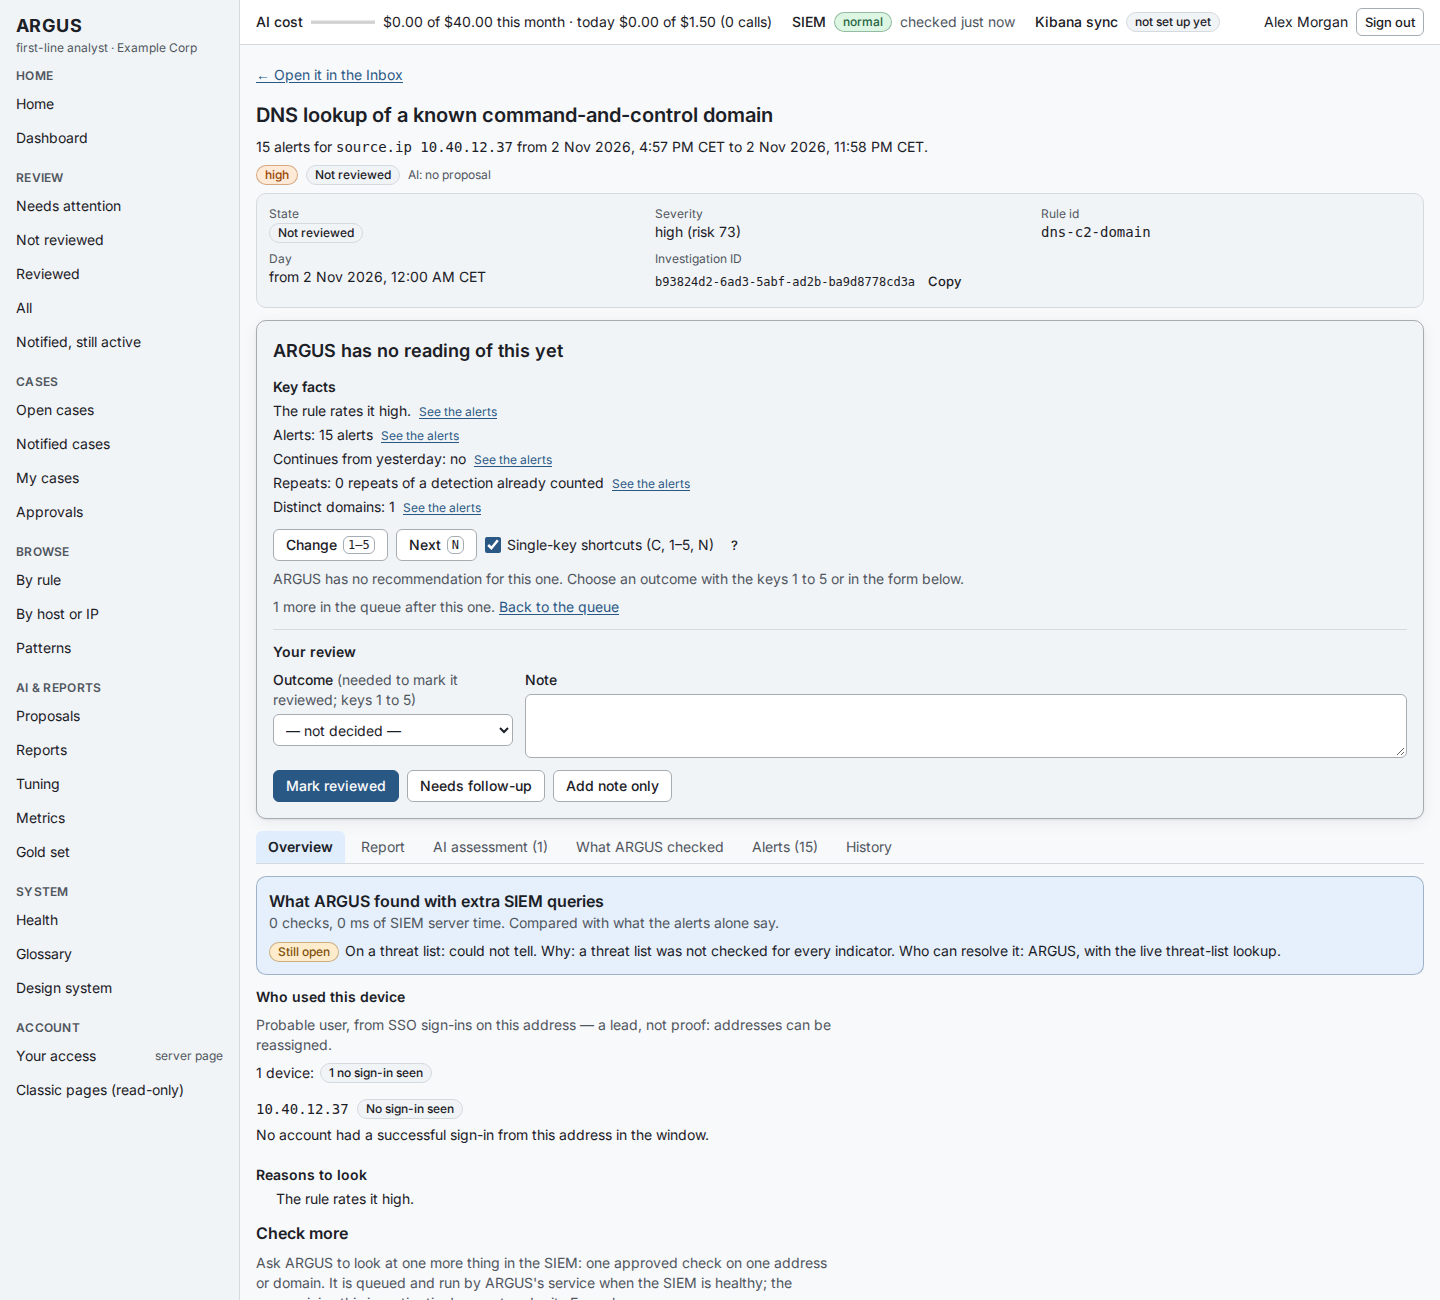 ARGUS
first-line analyst · Example Corp
HOME
Home
Dashboard
REVIEW
Needs attention
Not reviewed
Reviewed
All
Notified, still active
CASES
Open cases
Notified cases
My cases
Approvals
BROWSE
By rule
By host or IP
Patterns
AI & REPORTS
Proposals
Reports
Tuning
Metrics
Gold set
SYSTEM
Health
Glossary
Design system
ACCOUNT
Your access server page
Classic pages (read-only)
AI cost $0.00 of $40.00 this month · today $0.00 of $1.50 (0 calls) SIEM normal checked just now Kibana sync not set up yet Alex Morgan Sign out
← Open it in the Inbox
DNS lookup of a known command-and-control domain
15 alerts for source.ip 10.40.12.37 from 2 Nov 2026, 4:57 PM CET to 2 Nov 2026, 11:58 PM CET.
high Not reviewed AI: no proposal
State Severity Rule id
Not reviewed high (risk 73) dns-c2-domain
Day Investigation ID
from 2 Nov 2026, 12:00 AM CET b93824d2-6ad3-5abf-ad2b-ba9d8778cd3a Copy
ARGUS has no reading of this yet
Key facts
The rule rates it high. See the alerts
Alerts: 15 alerts See the alerts
Continues from yesterday: no See the alerts
Repeats: 0 repeats of a detection already counted See the alerts
Distinct domains: 1 See the alerts
Change 1–5 Next N Single-key shortcuts (C, 1–5, N) ?
ARGUS has no recommendation for this one. Choose an outcome with the keys 1 to 5 or in the form below.
1 more in the queue after this one. Back to the queue
Your review
Outcome (needed to mark it reviewed; keys 1 to 5)
— not decided —
Note
Mark reviewed Needs follow-up Add note only
Overview Report AI assessment (1) What ARGUS checked Alerts (15) History
What ARGUS found with extra SIEM queries
0 checks, 0 ms of SIEM server time. Compared with what the alerts alone say.
Still open On a threat list: could not tell. Why: a threat list was not checked for every indicator. Who can resolve it: ARGUS, with the live threat-list lookup.
Who used this device
Probable user, from SSO sign-ins on this address — a lead, not proof: addresses can be
reassigned.
1 device: 1 no sign-in seen
10.40.12.37 No sign-in seen
No account had a successful sign-in from this address in the window.
Reasons to look
The rule rates it high.
Check more
Ask ARGUS to look at one more thing in the SIEM: one approved check on one address
or domain. It is queued and run by ARGUS's service when the SIEM is healthy; the